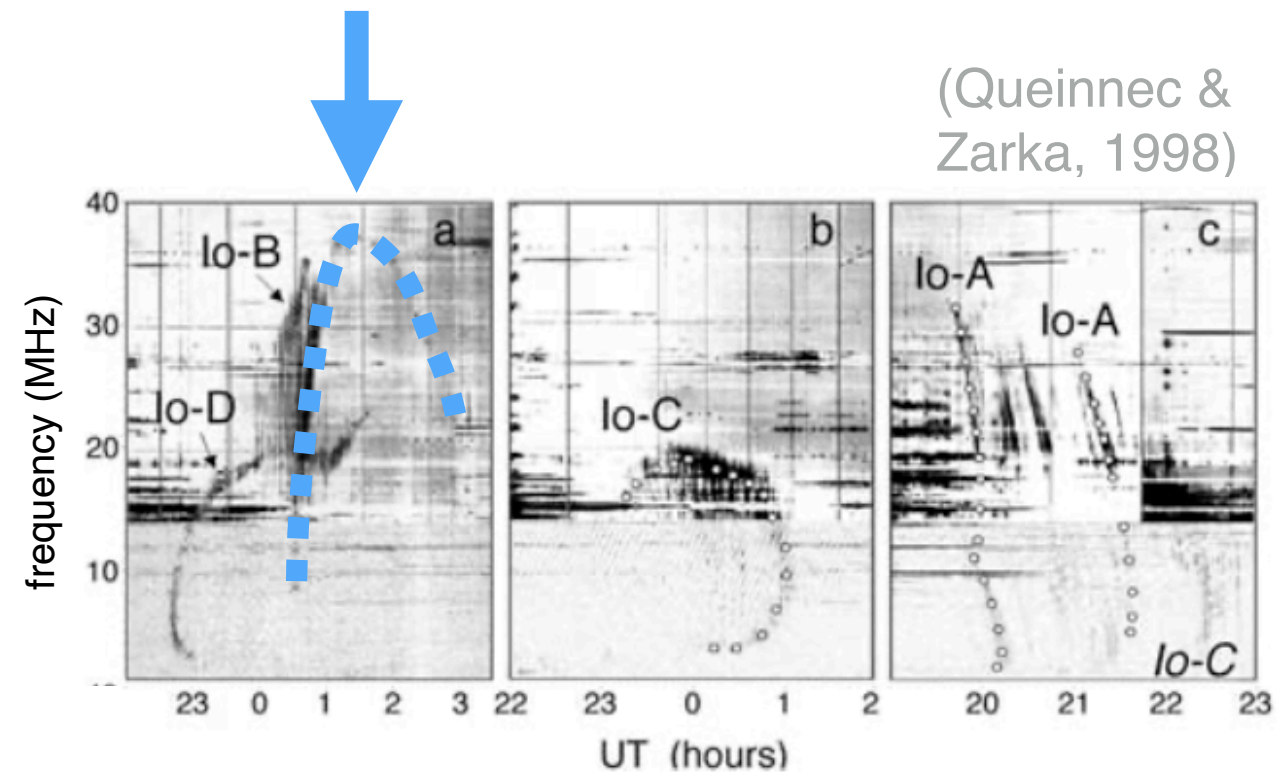 (Queinnec &
Zarka, 1998)
frequency (MHz)
40
30
20
10
a
Io-B
Io-D
23 0 1 2 3
b
Io-C
22 23 0 1 2
c
Io-A
Io-A
Io-C
20 21 22 23
UT (hours)